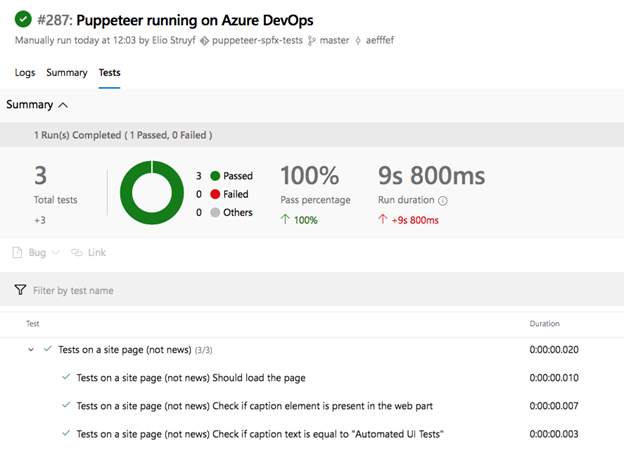 #287: Puppeteer running on Azure DevOps
Manually run today at 12:03 by Elio Struyf puppeteer-spfx-tests master aefffef
Logs Summary Tests
Summary
1 Run(s) Completed ( 1 Passed, 0 Failed )
3
Total tests
+3
3 Passed
0 Failed
0 Others
100%
Pass percentage
100%
9s 800ms
Run duration
+9s 800ms
Bug Link
Filter by test name
Test Duration
Tests on a site page (not news) (3/3) 0:00:00.020
Tests on a site page (not news) Should load the page 0:00:00.010
Tests on a site page (not news) Check if caption element is present in the web part 0:00:00.007
Tests on a site page (not news) Check if caption text is equal to "Automated UI Tests" 0:00:00.003